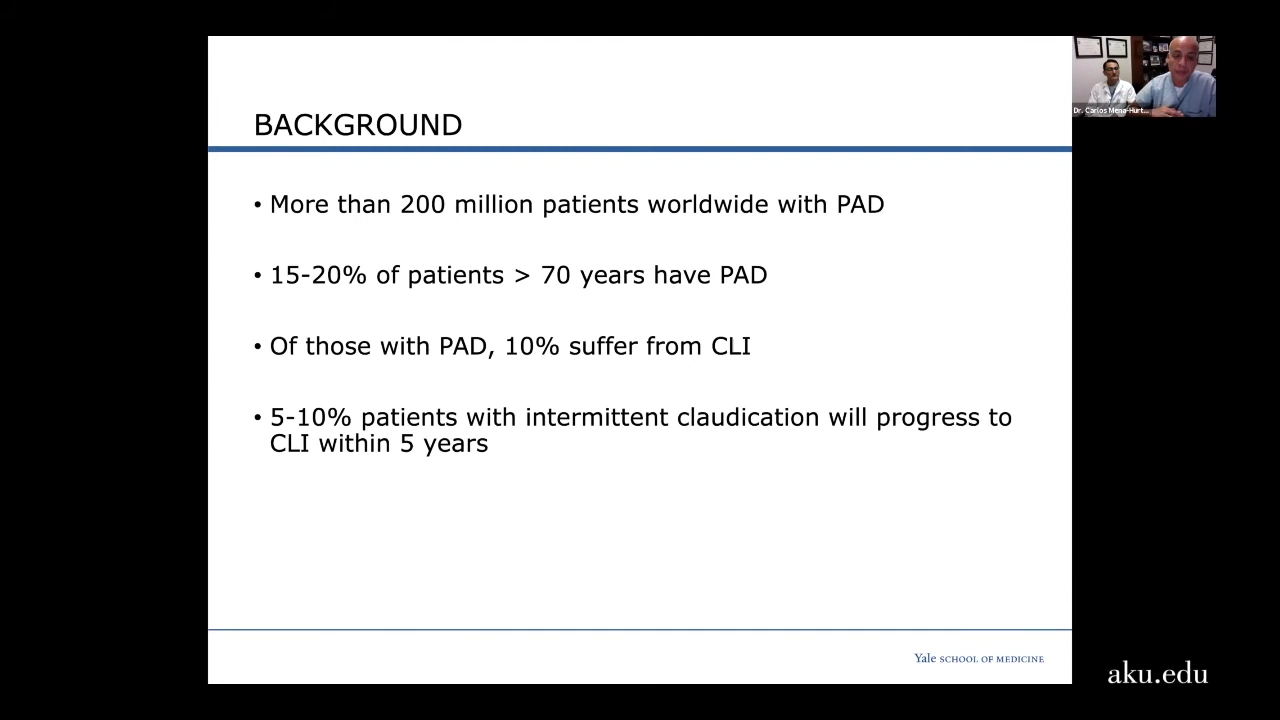 Dr. Carlos Mena-Hurt...
BACKGROUND
• More than 200 million patients worldwide with PAD
• 15-20% of patients > 70 years have PAD
• Of those with PAD, 10% suffer from CLI
• 5-10% patients with intermittent claudication will progress to
CLI within 5 years
Yale SCHOOL OF MEDICINE
aku.edu